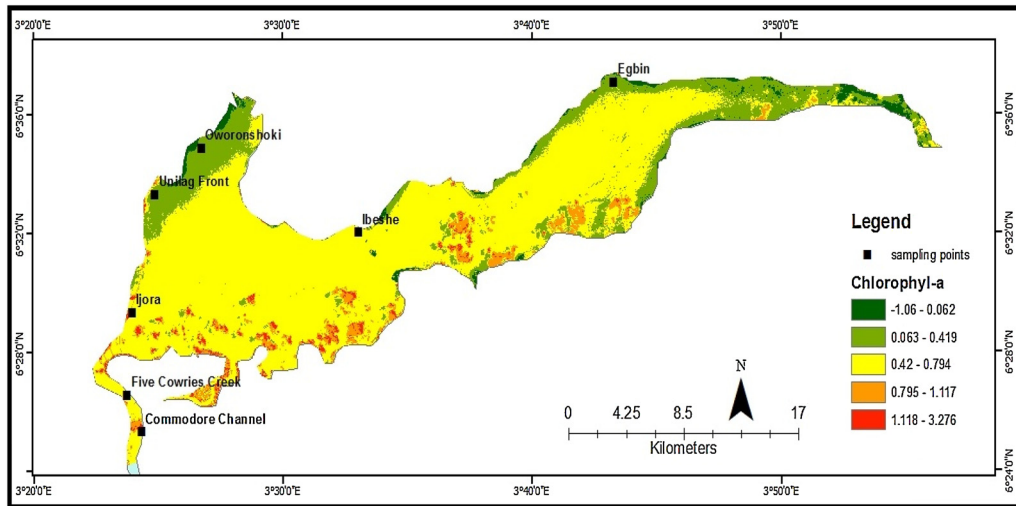 3°20'0"E 3°30'0"E 3°40'0"E 3°50'0"E
Egbin
6°36'0"N 6°36'0"N
Oworonshoki
Unilag Front
Ibeshe
6°32'0"N 6°32'0"N
Legend
sampling points
Chlorophyl-a
-1.06 - 0.062
0.063 - 0.419
0.42 - 0.794
0.795 - 1.117
1.118 - 3.276
Ijora
6°28'0"N 6°28'0"N
Five Cowries Creek
Commodore Channel
N
0 4.25 8.5 17
Kilometers
6°24'0"N
3°20'0"E 3°30'0"E 3°40'0"E 3°50'0"E